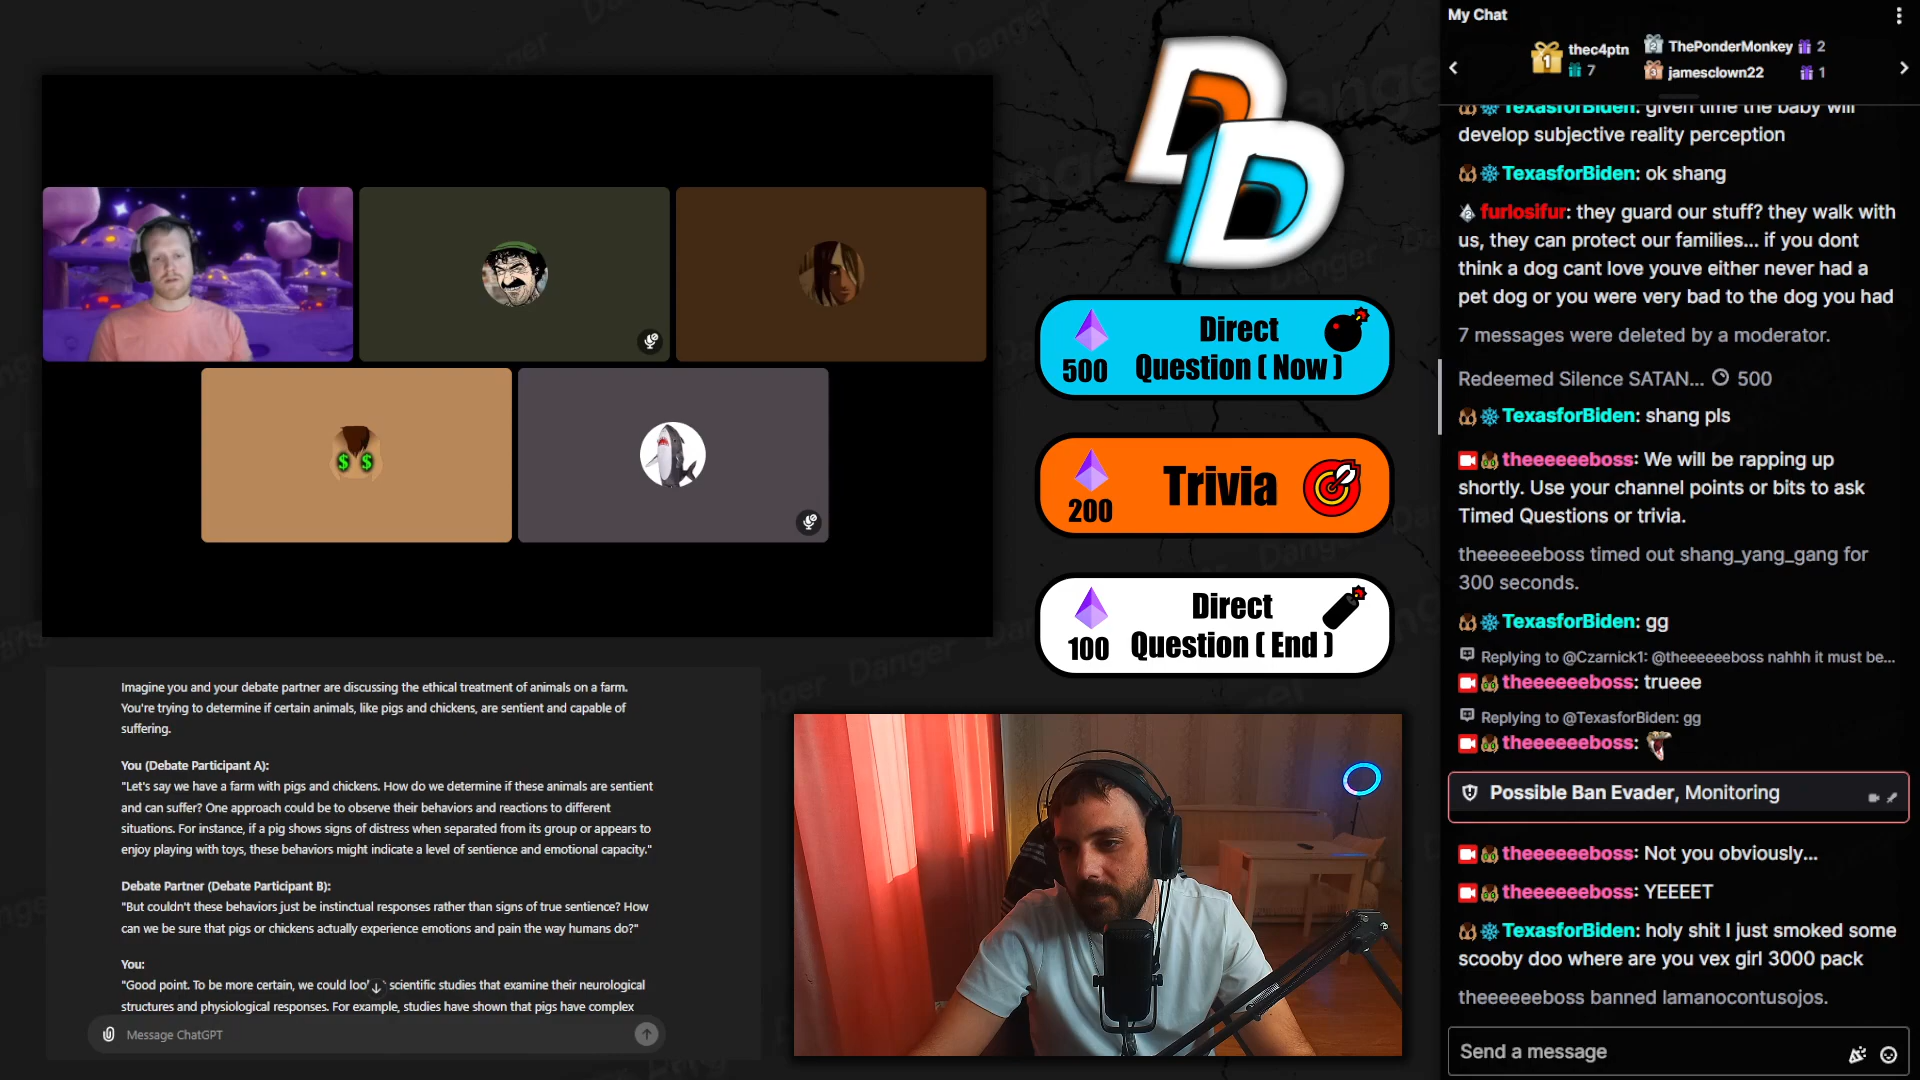 My Chat
thec4ptn
7
ThePonderMonkey 2
jamesclown22 1
TexasforBiden: given time the baby will
develop subjective reality perception
TexasforBiden: ok shang
furlosifur: they guard our stuff? they walk with
us, they can protect our families... if you dont
think a dog cant love youve either never had a
pet dog or you were very bad to the dog you had
7 messages were deleted by a moderator.
Redeemed Silence SATAN... 500
TexasforBiden: shang pls
theeeeeeboss: We will be rapping up
shortly. Use your channel points or bits to ask
Timed Questions or trivia.
theeeeeeboss timed out shang_yang_gang for
300 seconds.
TexasforBiden: gg
Replying to @Czarnick1: @theeeeeeboss nahhh it must be...
theeeeeeboss: trueee
Replying to @TexasforBiden: gg
theeeeeeboss:
Possible Ban Evader, Monitoring
theeeeeeboss: Not you obviously...
theeeeeeboss: YEEEET
TexasforBiden: holy shit I just smoked some
scooby doo where are you vex girl 3000 pack
theeeeeeboss banned lamanocontusojos.
Send a message
DD
500
Direct
Question ( Now )
200
Trivia
100
Direct
Question ( End )
Imagine you and your debate partner are discussing the ethical treatment of animals on a farm.
You're trying to determine if certain animals, like pigs and chickens, are sentient and capable of
suffering.
You (Debate Participant A):
"Let's say we have a farm with pigs and chickens. How do we determine if these animals are sentient
and can suffer? One approach could be to observe their behaviors and reactions to different
situations. For instance, if a pig shows signs of distress when separated from its group or appears to
enjoy playing with toys, these behaviors might indicate a level of sentience and emotional capacity."
Debate Partner (Debate Participant B):
"But couldn't these behaviors just be instinctual responses rather than signs of true sentience? How
can we be sure that pigs or chickens actually experience emotions and pain the way humans do?"
You:
"Good point. To be more certain, we could scientific studies that examine their neurological
structures and physiological responses. For example, studies have shown that pigs have complex
Message ChatGPT